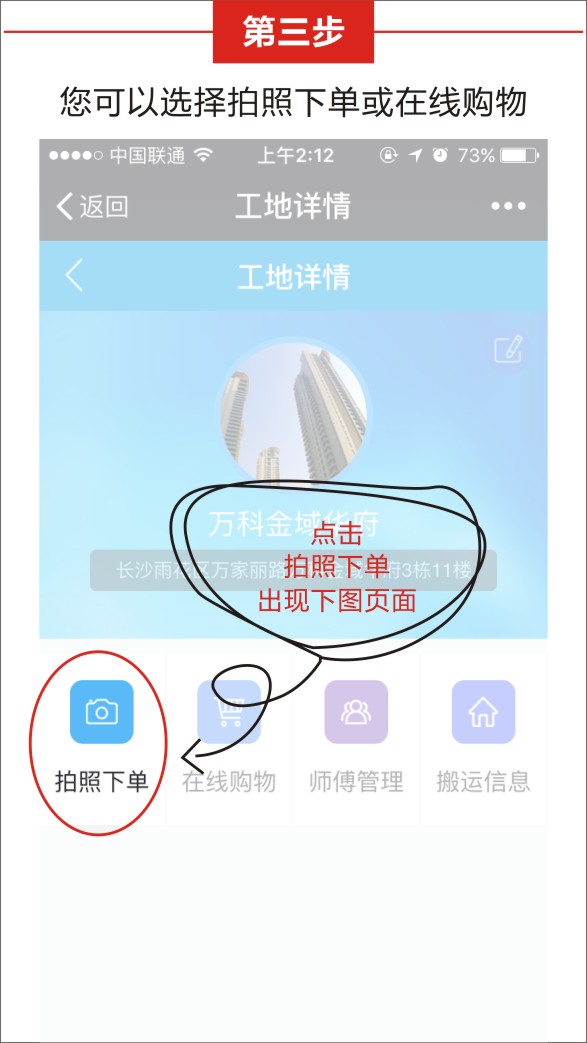 第三步
您可以选择拍照下单或在线购物
中国联通 上午2:12 73%
返回 工地详情
工地详情
万科金域华府
点击
拍照下单
出现下图页面
长沙雨花区万家丽路 府3栋11楼
拍照下单 在线购物 师傅管理 搬运信息